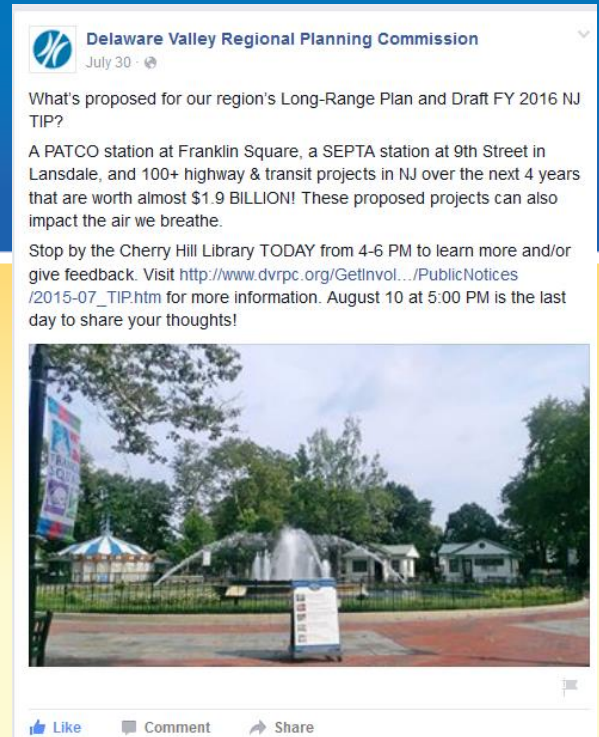 Delaware Valley Regional Planning Commission
July 30 ·
What's proposed for our region's Long-Range Plan and Draft FY 2016 NJ
TIP?
A PATCO station at Franklin Square, a SEPTA station at 9th Street in
Lansdale, and 100+ highway & transit projects in NJ over the next 4 years
that are worth almost $1.9 BILLION! These proposed projects can also
impact the air we breathe.
Stop by the Cherry Hill Library TODAY from 4-6 PM to learn more and/or
give feedback. Visit http://www.dvrpc.org/GetInvol…/PublicNotices
/2015-07_TIP.htm for more information. August 10 at 5:00 PM is the last
day to share your thoughts!
Like Comment Share